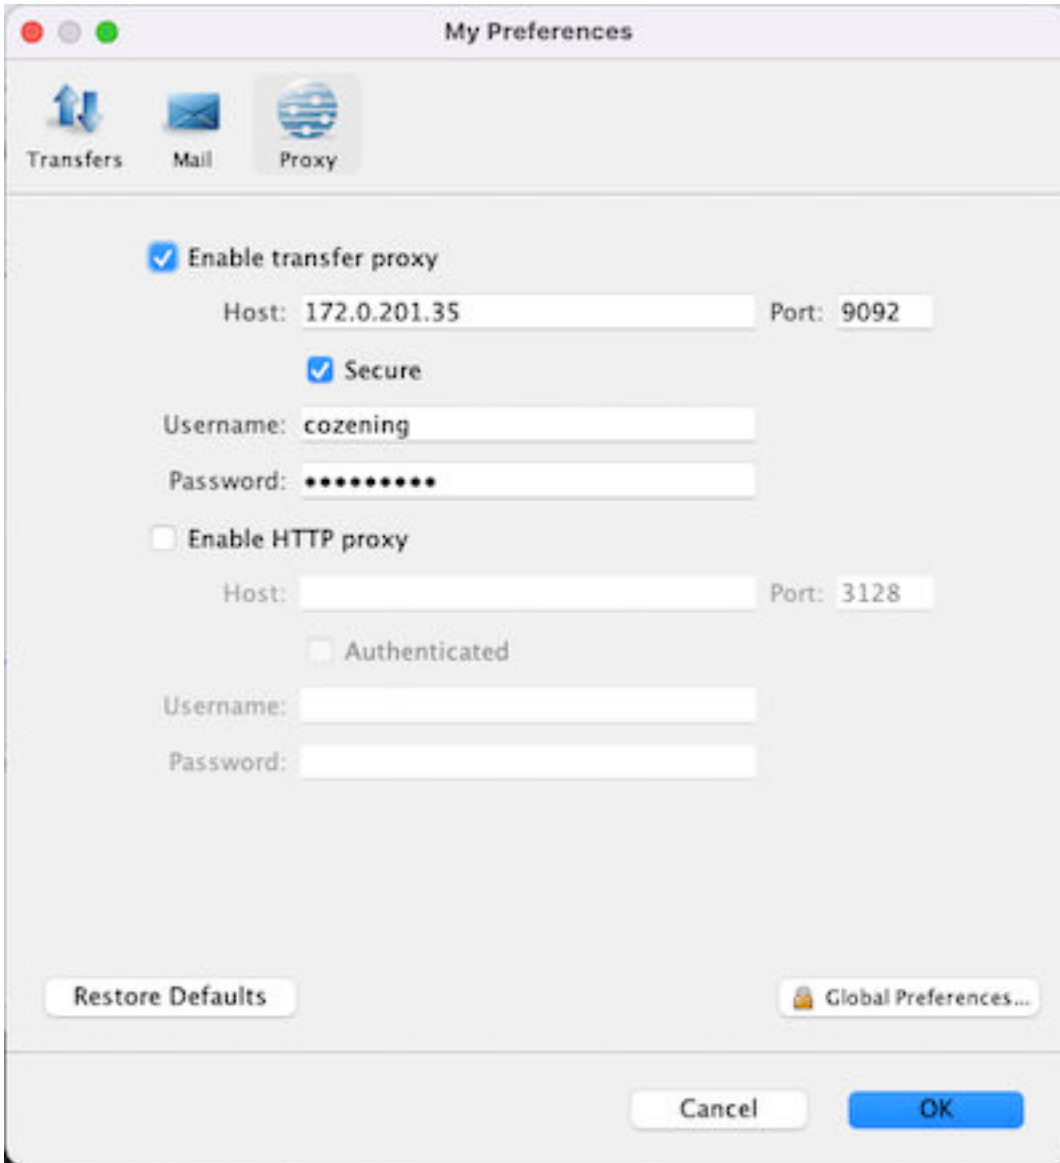 My Preferences
Transfers Mail Proxy
Enable transfer proxy
Host: 172.0.201.35 Port: 9092
Secure
Username: cozening
Password: •••••••••
Enable HTTP proxy
Host: Port: 3128
Authenticated
Username:
Password:
Restore Defaults Global Preferences...
Cancel OK